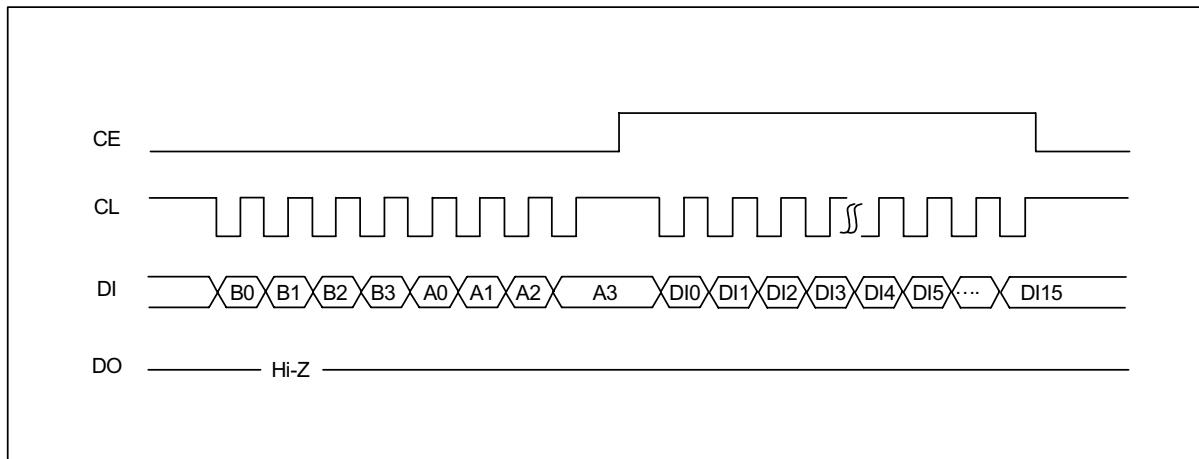 CE
CL
DI B0 B1 B2 B3 A0 A1 A2 A3 DI0 DI1 DI2 DI3 DI4 DI5 ···· DI15
DO Hi-Z